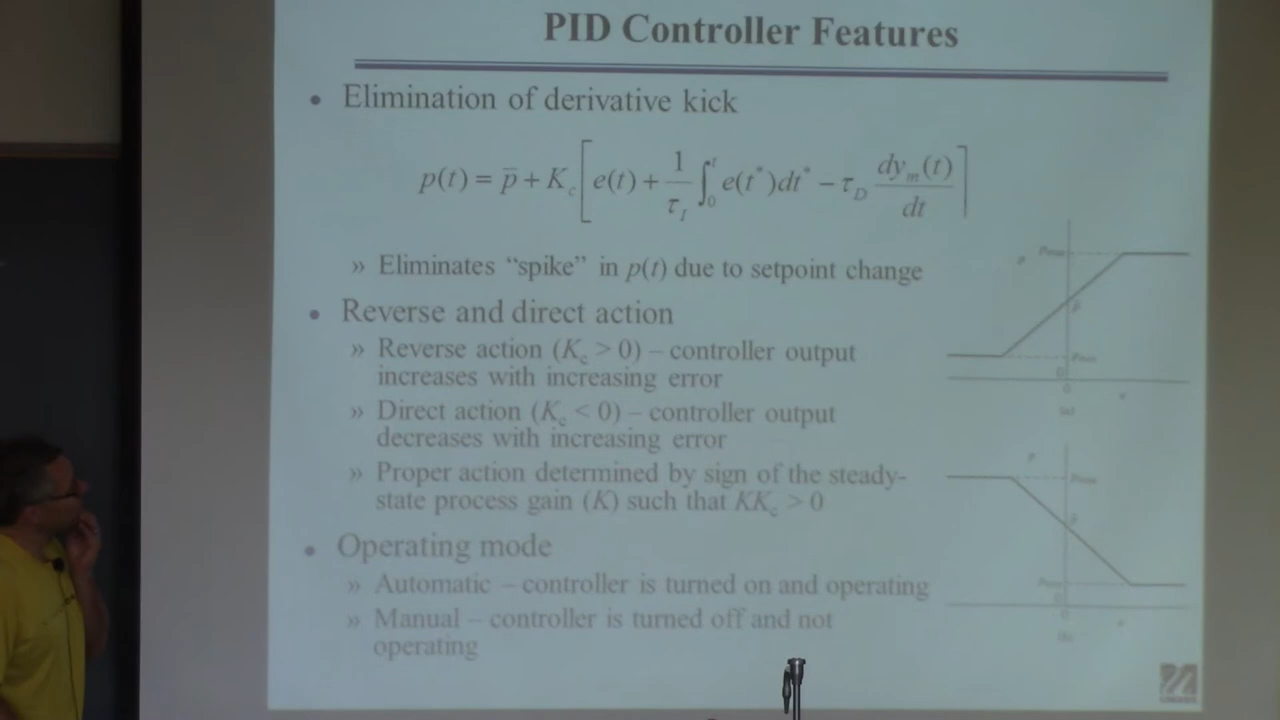 PID Controller Features
• Elimination of derivative kick
p(t) = p̄ + K_c [ e(t) + 1/τ_I ∫_0^t e(t*)dt* − τ_D dy_m(t)/dt ]
» Eliminates “spike” in p(t) due to setpoint change
• Reverse and direct action
» Reverse action (K_c > 0) – controller output
increases with increasing error
» Direct action (K_c < 0) – controller output
decreases with increasing error
» Proper action determined by sign of the steady-
state process gain (K) such that KK_c > 0
• Operating mode
» Automatic – controller is turned on and operating
» Manual – controller is turned off and not
operating